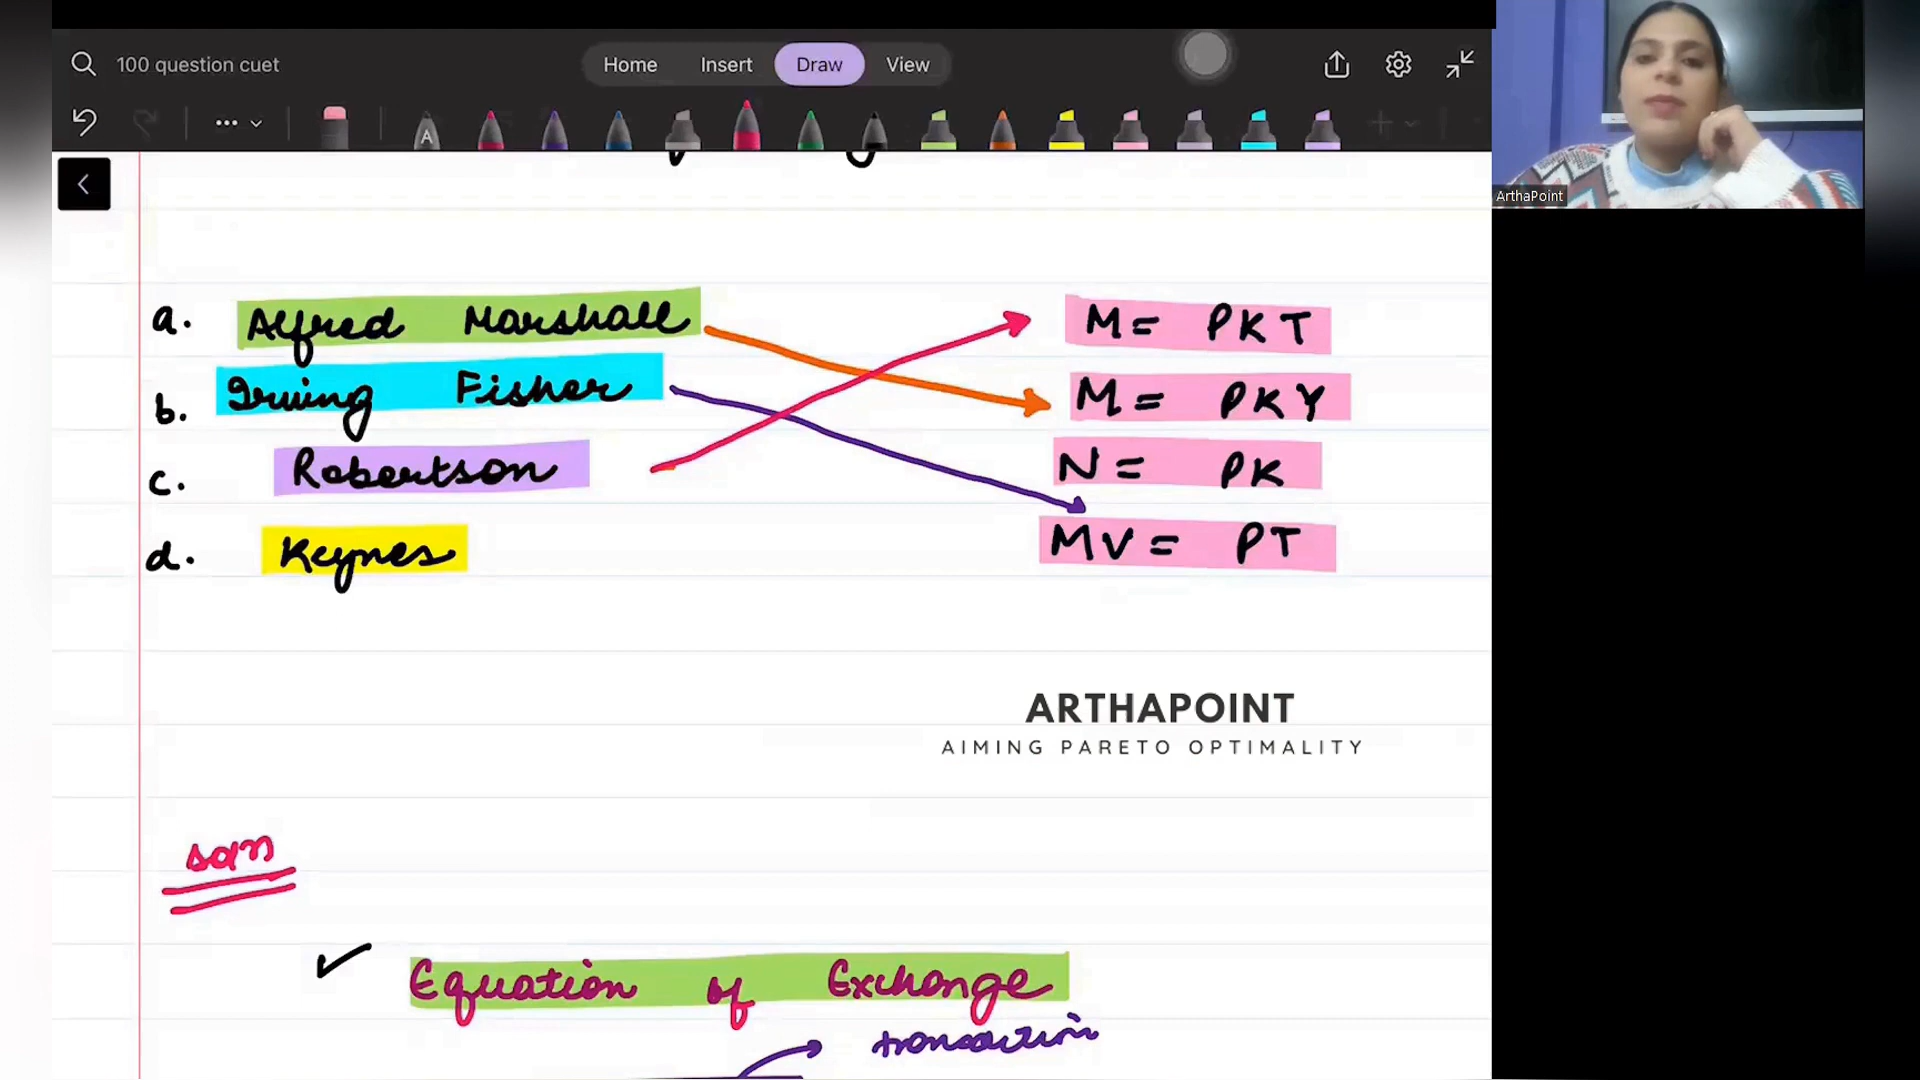 100 question cuet
Home Insert Draw View
A
ArthaPoint
a. Alfred Marshall M = PKT
b. Irving Fisher M = PKY
c. Robertson N = PK
d. Keynes MV = PT
ARTHAPOINT
AIMING PARETO OPTIMALITY
✓ Equation of Exchange
transaction